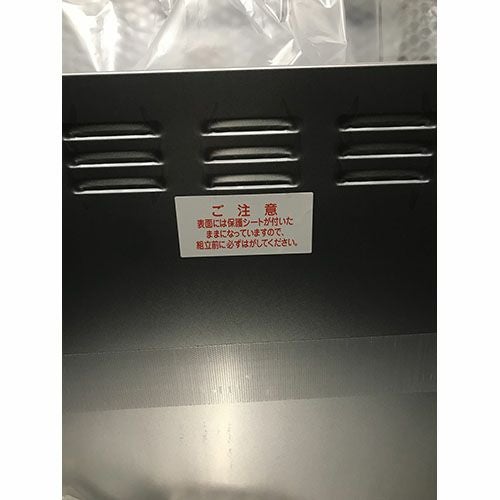 ご注意
表面には保護シートが付いた
ままになっていますので、
組立前に必ずはがしてください。